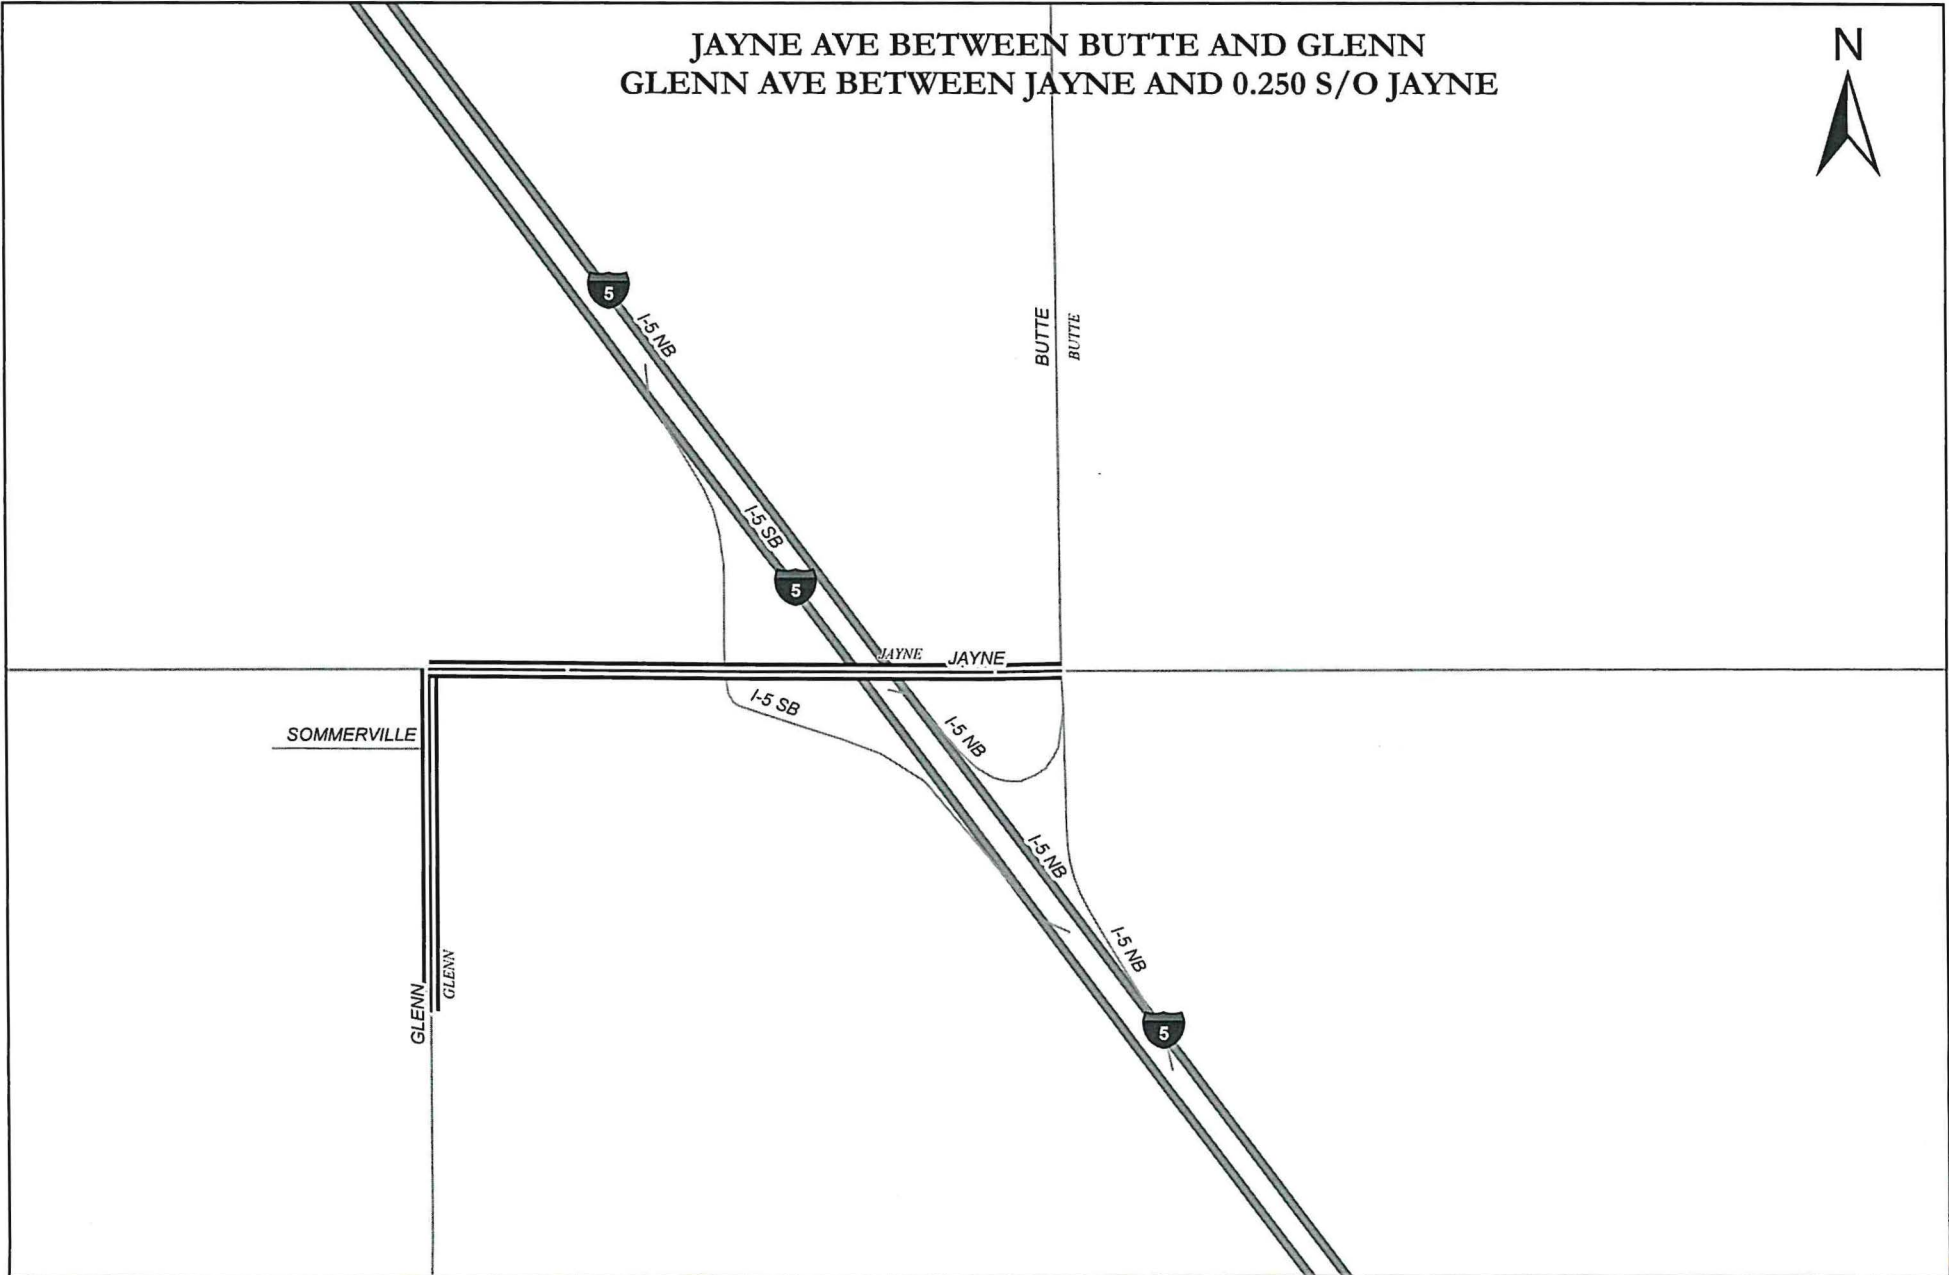 JAYNE AVE BETWEEN BUTTE AND GLENN
GLENN AVE BETWEEN JAYNE AND 0.250 S/O JAYNE
N
5
I-5 NB
BUTTE
BUTTE
I-5 SB
5
JAYNE
JAYNE
I-5 SB
I-5 NB
SOMMERVILLE
I-5 NB
I-5 NB
GLENN
GLENN
5